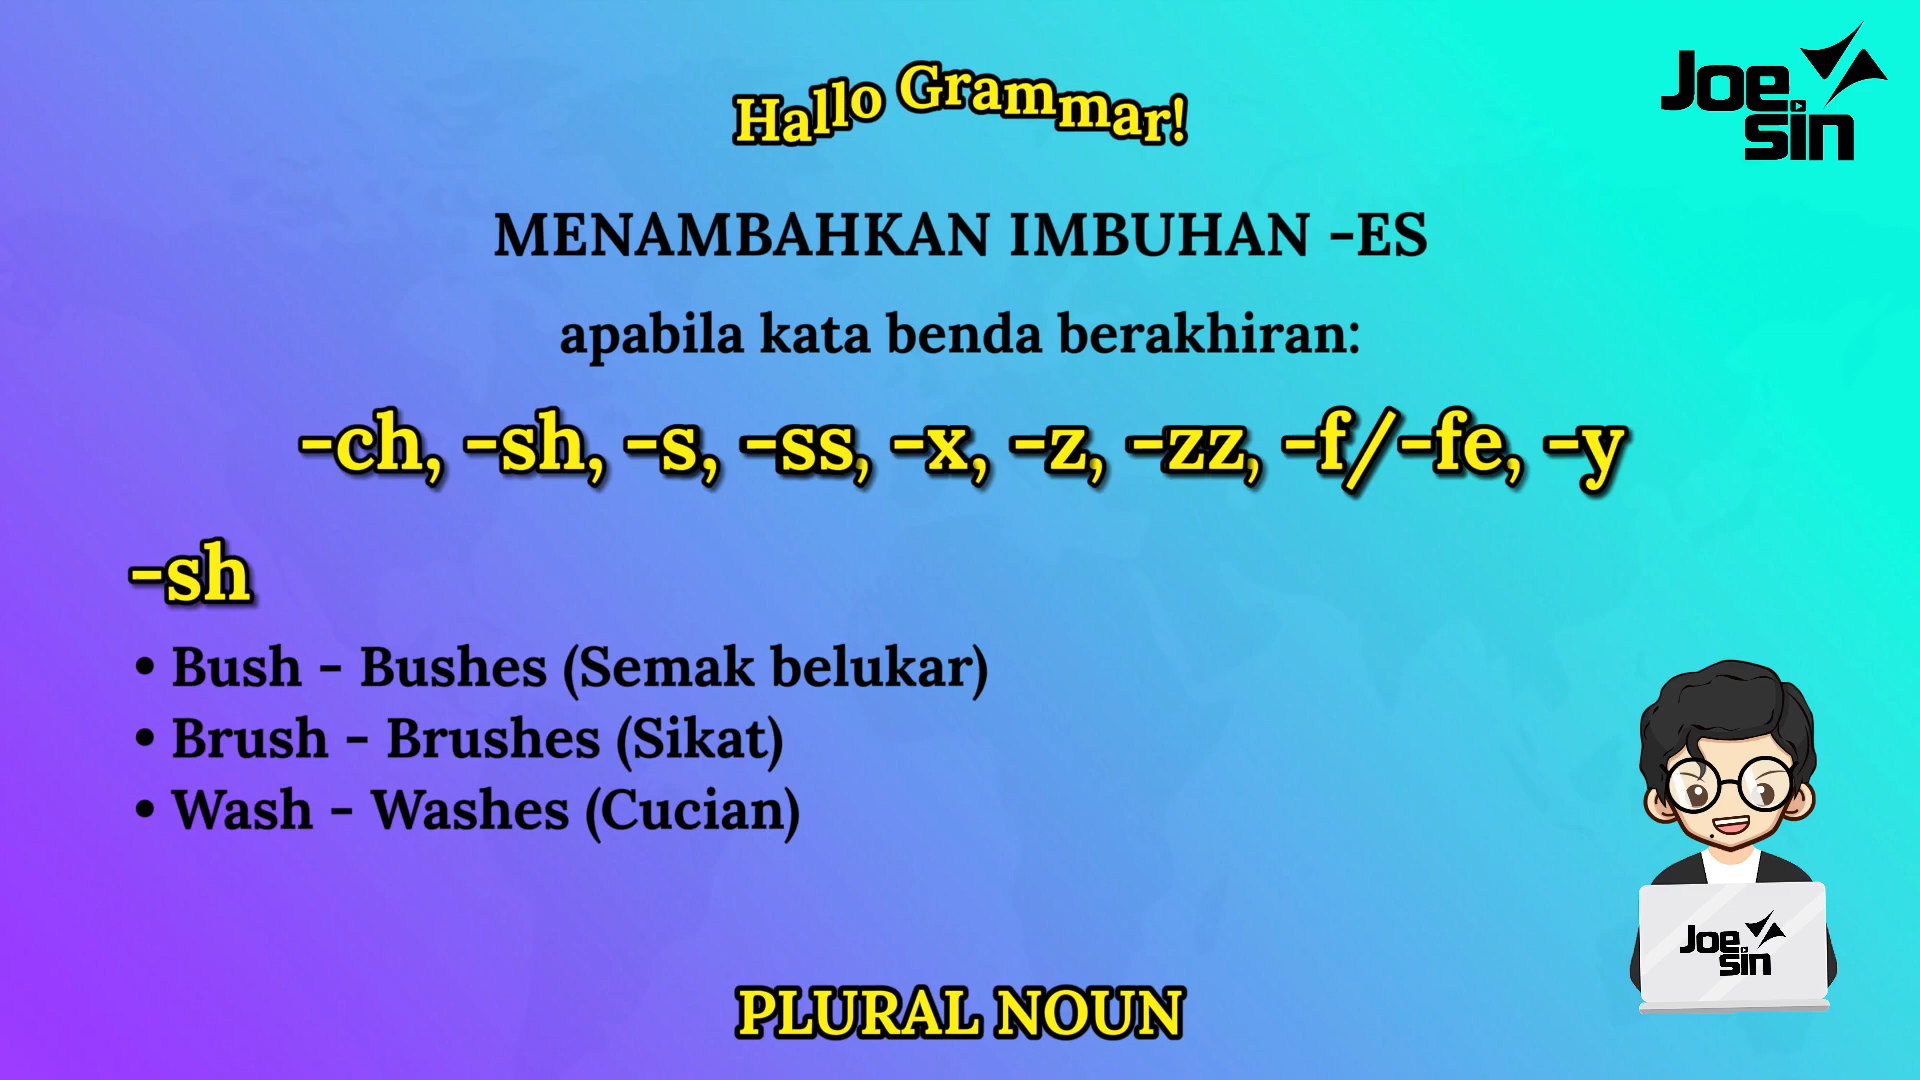 Hallo Grammar!
Joe
sin
MENAMBAHKAN IMBUHAN -ES
apabila kata benda berakhiran:
-ch, -sh, -s, -ss, -x, -z, -zz, -f/-fe, -y
-sh
• Bush - Bushes (Semak belukar)
• Brush - Brushes (Sikat)
• Wash - Washes (Cucian)
Joe
sin
PLURAL NOUN